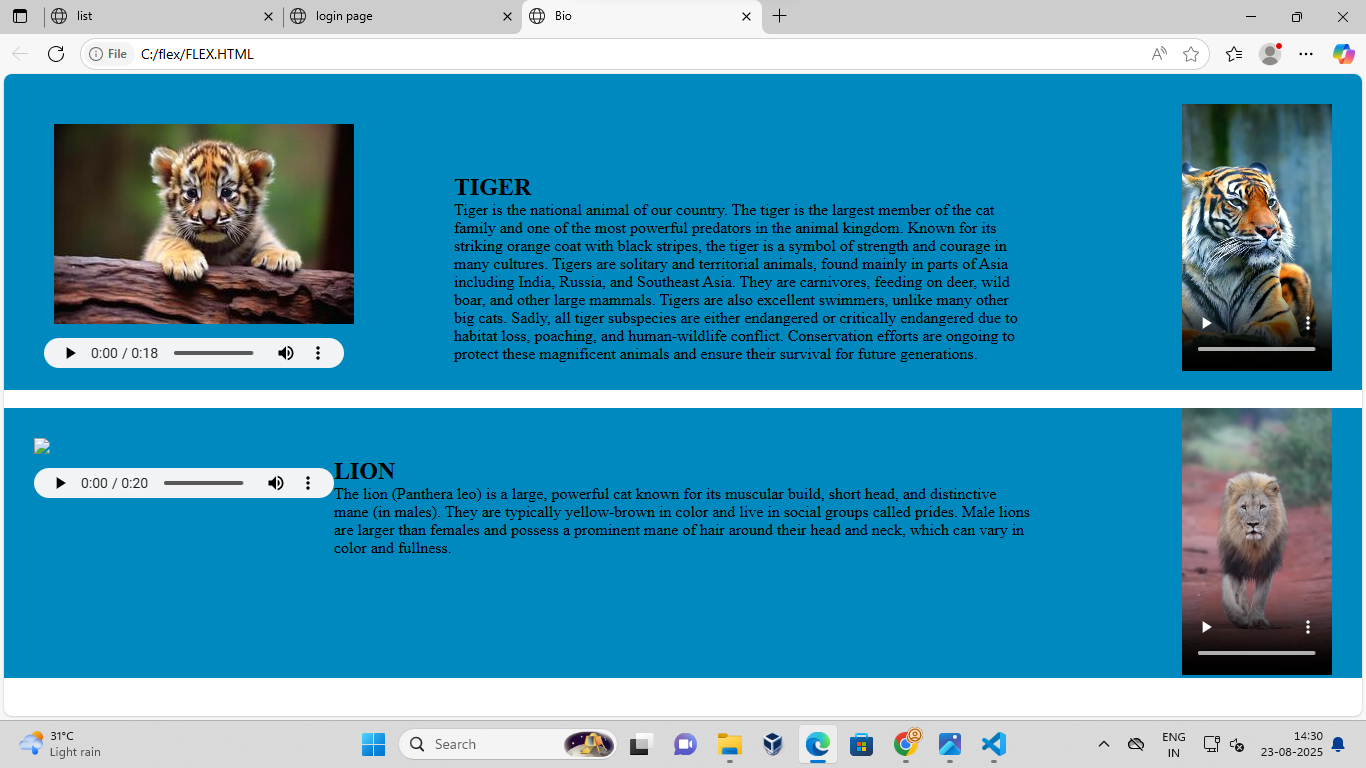 list
login page
Bio
File
C:/flex/FLEX.HTML
TIGER
Tiger is the national animal of our country. The tiger is the largest member of the cat
family and one of the most powerful predators in the animal kingdom. Known for its
striking orange coat with black stripes, the tiger is a symbol of strength and courage in
many cultures. Tigers are solitary and territorial animals, found mainly in parts of Asia
including India, Russia, and Southeast Asia. They are carnivores, feeding on deer, wild
boar, and other large mammals. Tigers are also excellent swimmers, unlike many other
big cats. Sadly, all tiger subspecies are either endangered or critically endangered due to
habitat loss, poaching, and human-wildlife conflict. Conservation efforts are ongoing to
protect these magnificent animals and ensure their survival for future generations.
0:00 / 0:18
LION
The lion (Panthera leo) is a large, powerful cat known for its muscular build, short head, and distinctive
mane (in males). They are typically yellow-brown in color and live in social groups called prides. Male lions
are larger than females and possess a prominent mane of hair around their head and neck, which can vary in
color and fullness.
0:00 / 0:20
31°C
Light rain
Search
ENG
IN
14:30
23-08-2025